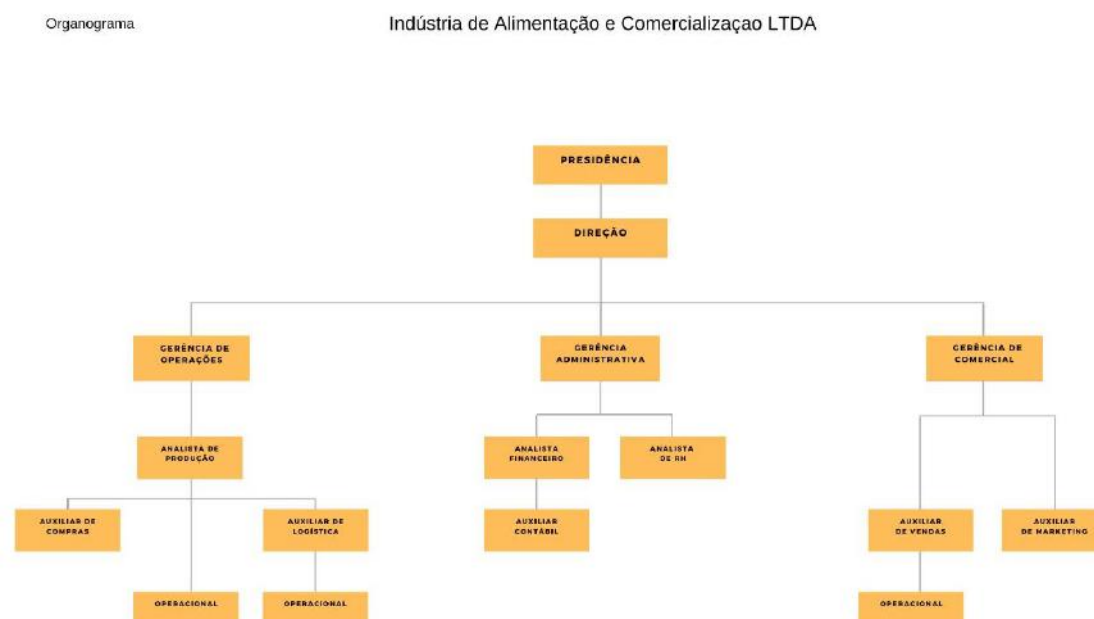 Organograma
Indústria de Alimentação e Comercializaçao LTDA
PRESIDÊNCIA
DIREÇÃO
GERÊNCIA DE
OPERAÇÕES
GERÊNCIA
ADMINISTRATIVA
GERÊNCIA DE
COMERCIAL
ANALISTA DE
PRODUÇÃO
ANALISTA
FINANCEIRO
ANALISTA
DE RH
AUXILIAR DE
COMPRAS
AUXILIAR DE
LOGÍSTICA
AUXILIAR
CONTÁBIL
AUXILIAR
DE VENDAS
AUXILIAR
DE MARKETING
OPERACIONAL
OPERACIONAL
OPERACIONAL